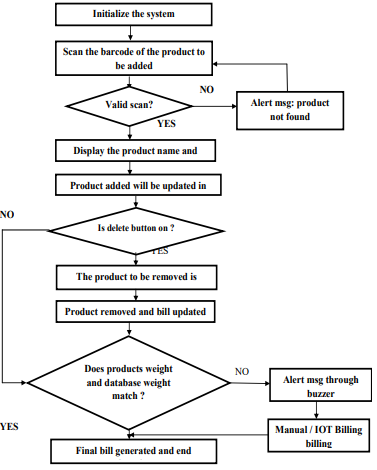 Initialize the system
Scan the barcode of the product to
be added
NO
Valid scan?
Alert msg: product
not found
YES
Display the product name and
Product added will be updated in
NO
Is delete button on ?
YES
The product to be removed is
Product removed and bill updated
Does products weight
and database weight
match ?
NO
Alert msg through
buzzer
YES
Manual / IOT Billing
billing
Final bill generated and end